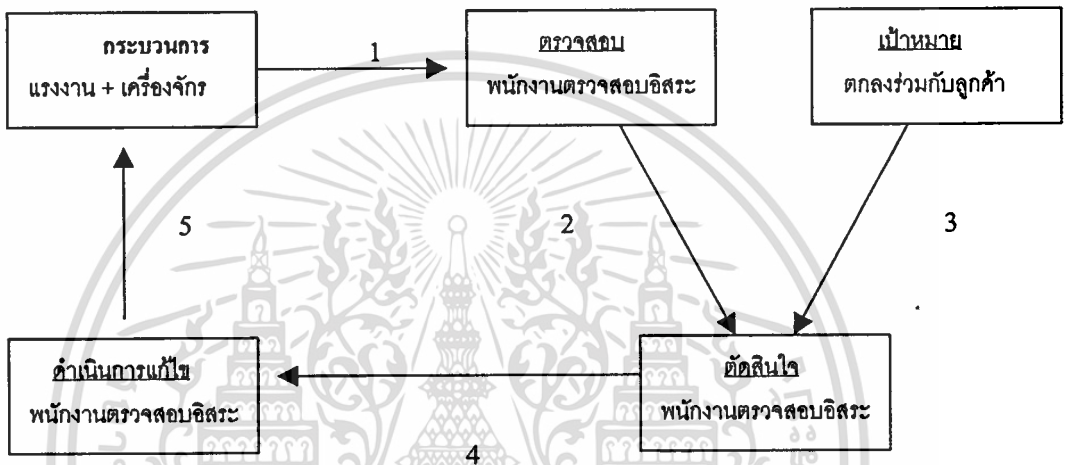 กระบวนการ
แรงงาน + เครื่องจักร
1
ตรวจสอบ
พนักงานตรวจสอบอิสระ
เป้าหมาย
ตกลงร่วมกับลูกค้า
5
2
3
ดำเนินการแก้ไข
พนักงานตรวจสอบอิสระ
4
ตัดสินใจ
พนักงานตรวจสอบอิสระ